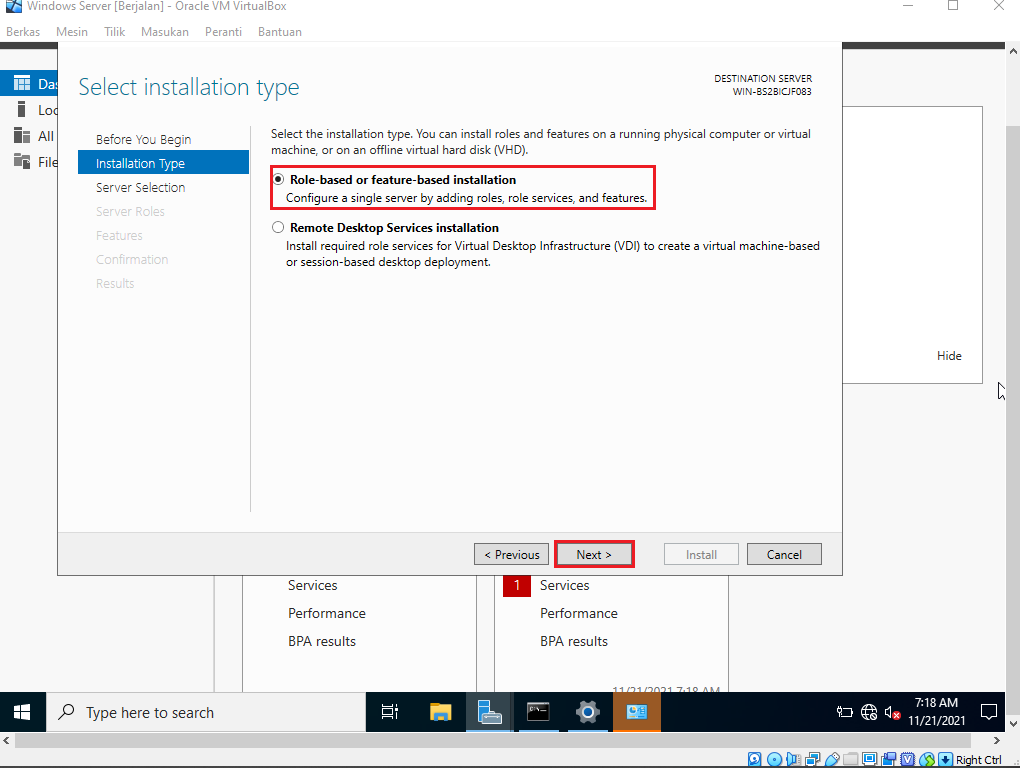 Windows Server [Berjalan] - Oracle VM VirtualBox
Berkas Mesin Tilik Masukan Peranti Bantuan
Select installation type
DESTINATION SERVER
WIN-BS2BICJF083
Das
Loc
All
File
Before You Begin
Installation Type
Server Selection
Server Roles
Features
Confirmation
Results
Select the installation type. You can install roles and features on a running physical computer or virtual
machine, or on an offline virtual hard disk (VHD).
Role-based or feature-based installation
Configure a single server by adding roles, role services, and features.
Remote Desktop Services installation
Install required role services for Virtual Desktop Infrastructure (VDI) to create a virtual machine-based
or session-based desktop deployment.
Hide
< Previous Next > Install Cancel
Services
Performance
BPA results
1 Services
Performance
BPA results
11/21/2021 7:18 AM
Type here to search
7:18 AM
11/21/2021
Right Ctrl